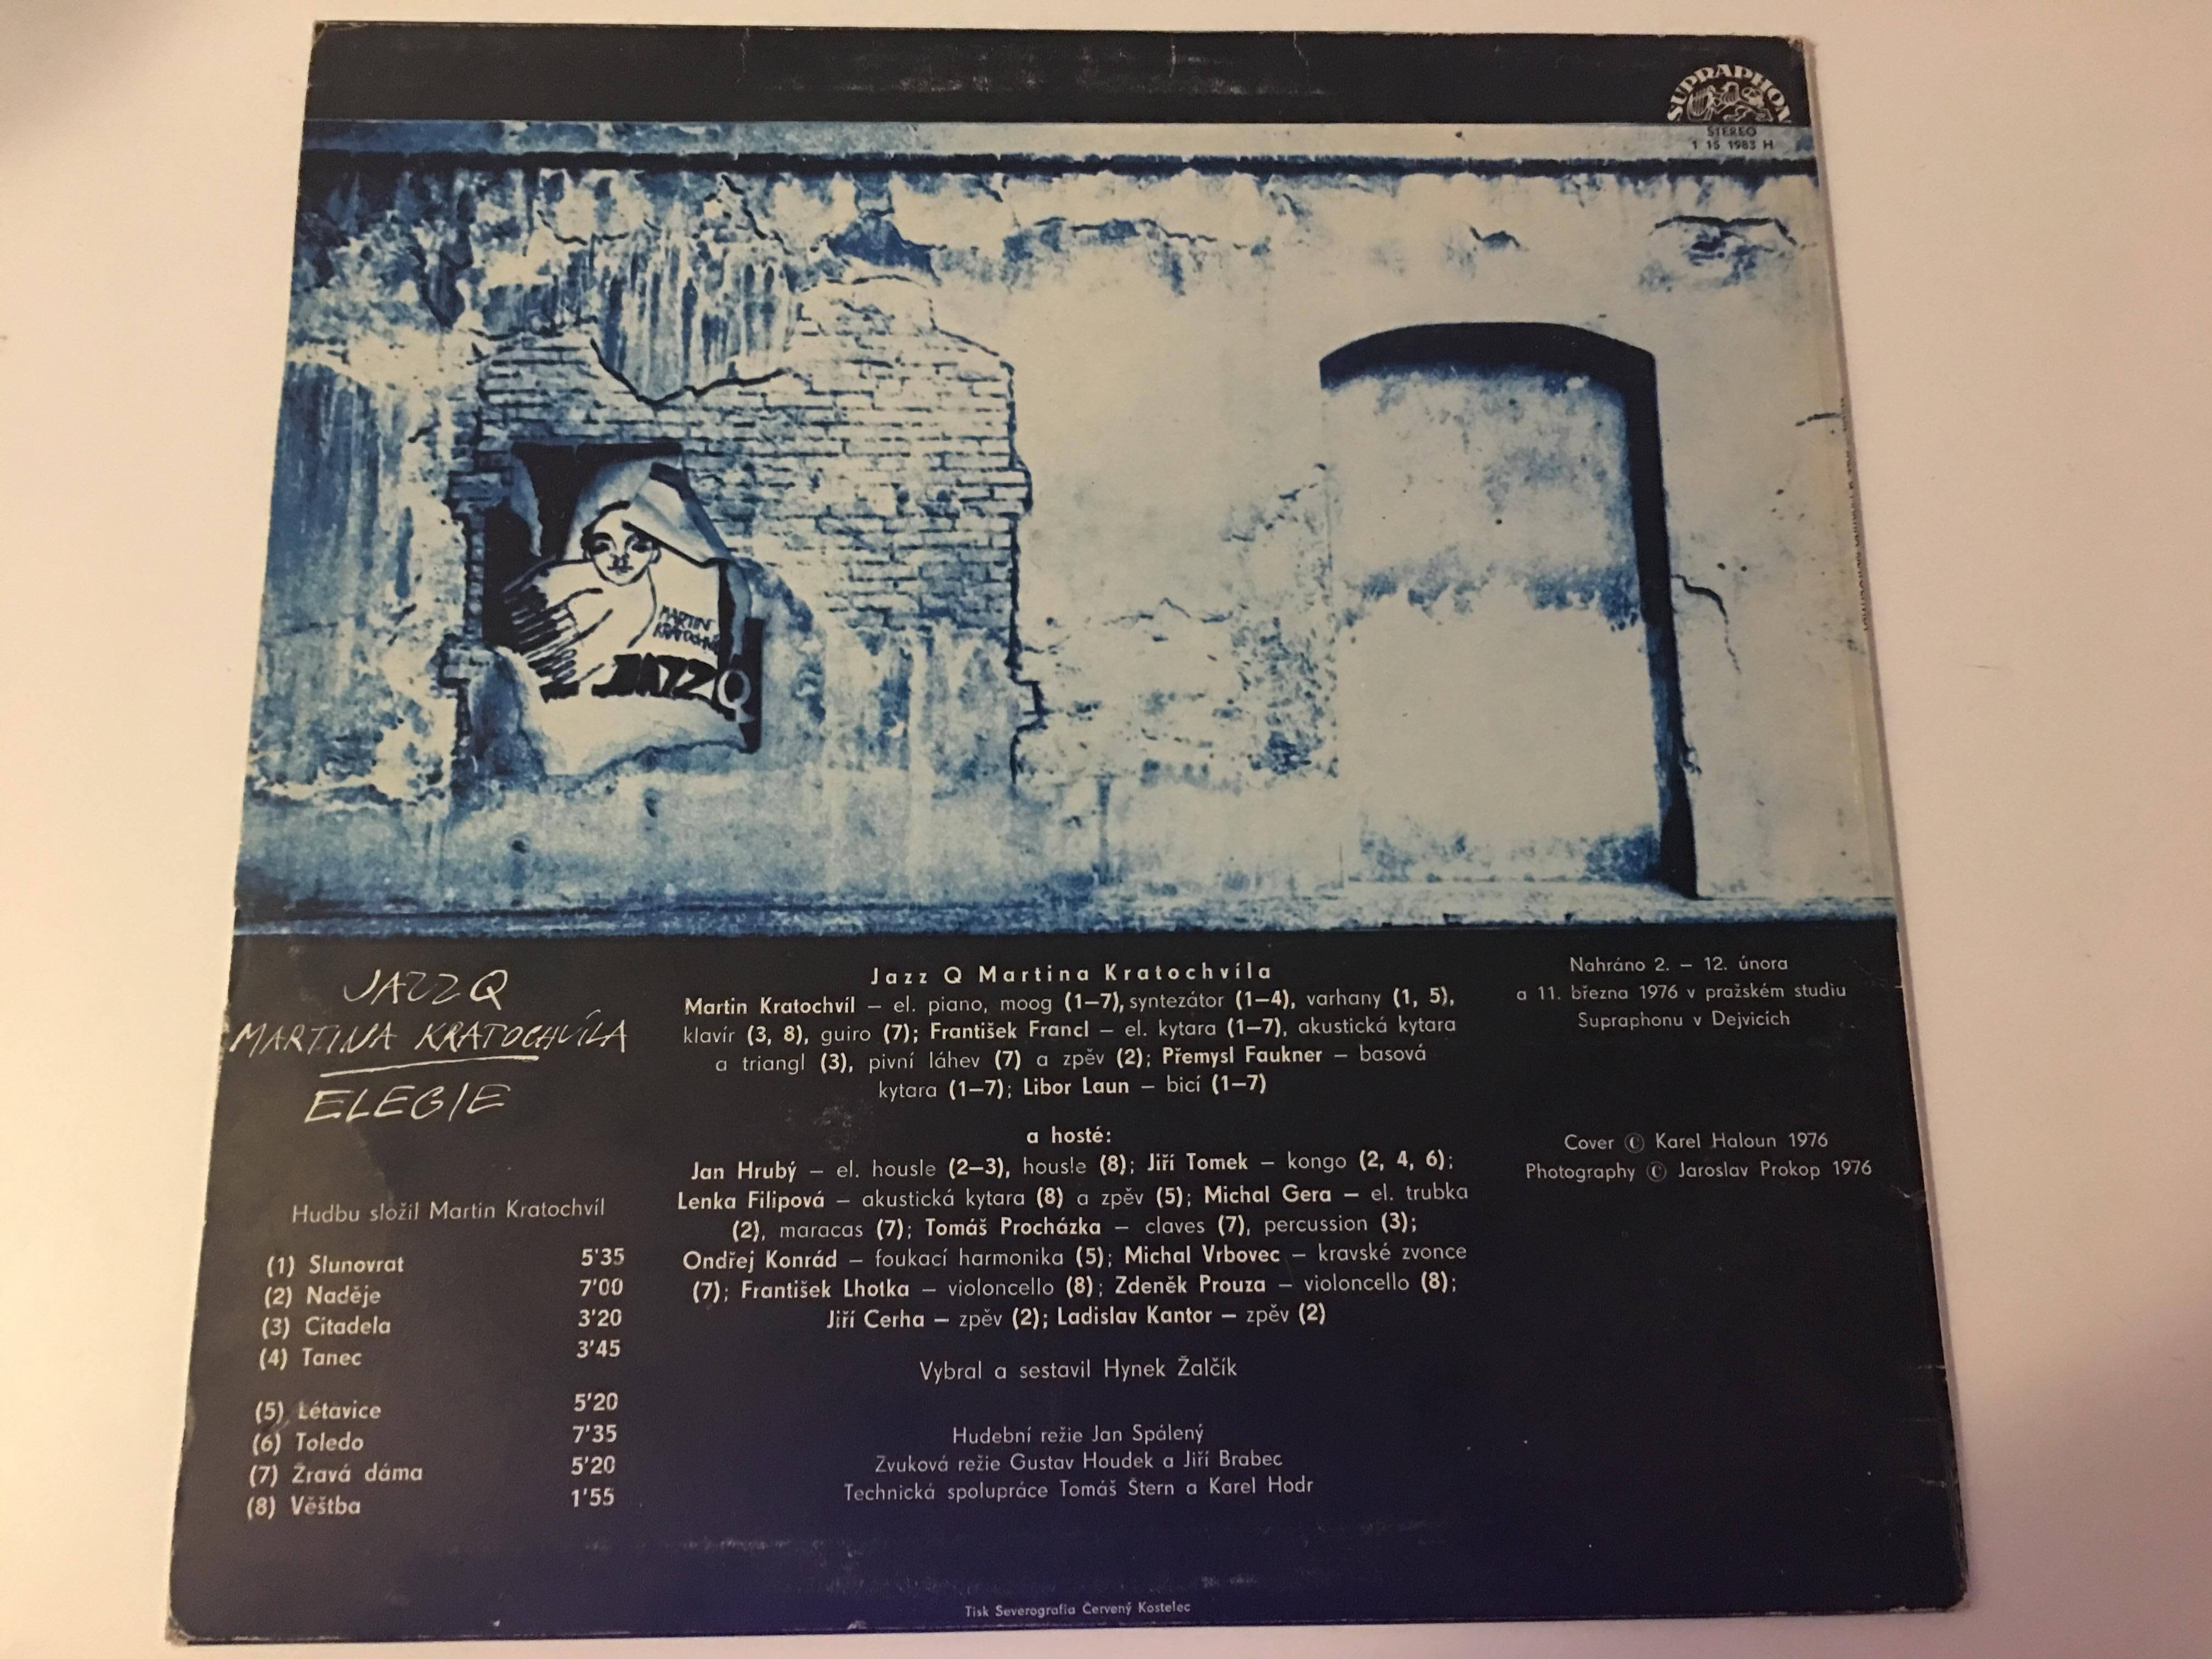 SUPRAPHON
STEREO
1 15 1983 H
MARTIN
KRATOCHVÍL
JAZZ Q
JAZZ Q
MARTINA KRATOCHVÍLA
ELEGIE
Hudbu složil Martin Kratochvíl
(1) Slunovrat 5'35
(2) Naděje 7'00
(3) Citadela 3'20
(4) Tanec 3'45
(5) Létavice 5'20
(6) Toledo 7'35
(7) Žravá dáma 5'20
(8) Věštba 1'55
Jazz Q Martina Kratochvíla
Martin Kratochvíl – el. piano, moog (1–7), syntezátor (1–4), varhany (1, 5),
klavír (3, 8), guiro (7); František Francl – el. kytara (1–7), akustická kytara
a triangl (3), pivní láhev (7) a zpěv (2); Přemysl Faukner – basová
kytara (1–7); Libor Laun – bicí (1–7)
a hosté:
Jan Hrubý – el. housle (2–3), housle (8); Jiří Tomek – kongo (2, 4, 6);
Lenka Filipová – akustická kytara (8) a zpěv (5); Michal Gera – el. trubka
(2), maracas (7); Tomáš Procházka – claves (7), percussion (3);
Ondřej Konrád – foukací harmonika (5); Michal Vrbovec – kravské zvonce
(7); František Lhotka – violoncello (8); Zdeněk Prouza – violoncello (8);
Jiří Cerha – zpěv (2); Ladislav Kantor – zpěv (2)
Vybral a sestavil Hynek Žalčík
Hudební režie Jan Spálený
Zvuková režie Gustav Houdek a Jiří Brabec
Technická spolupráce Tomáš Štern a Karel Hodr
Nahráno 2. – 12. února
a 11. března 1976 v pražském studiu
Supraphonu v Dejvicích
Cover © Karel Haloun 1976
Photography © Jaroslav Prokop 1976
Tisk Severografia Červený Kostelec